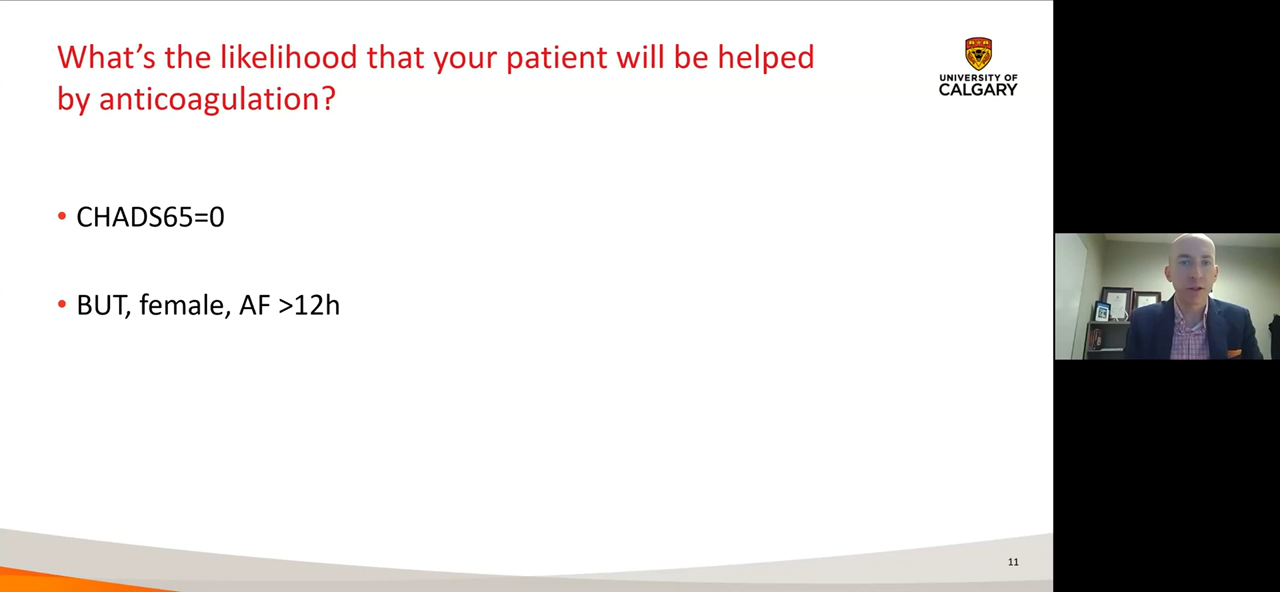 What's the likelihood that your patient will be helped
by anticoagulation?
UNIVERSITY OF
CALGARY
• CHADS65=0
• BUT, female, AF >12h
11